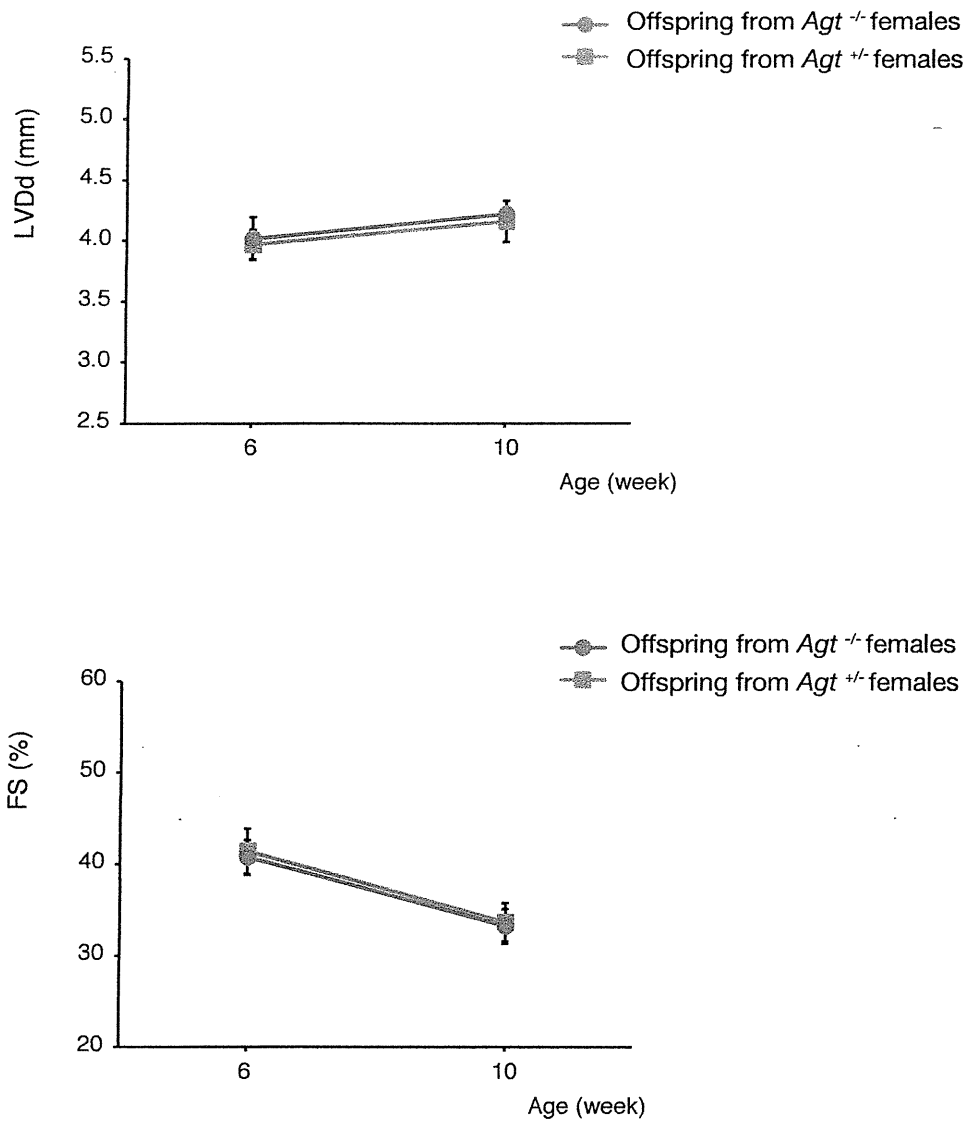 Offspring from Agt -/- females
Offspring from Agt +/- females
LVDd (mm)
5.5
5.0
4.5
4.0
3.5
3.0
2.5
6 10
Age (week)
Offspring from Agt -/- females
Offspring from Agt +/- females
FS (%)
60
50
40
30
20
6 10
Age (week)